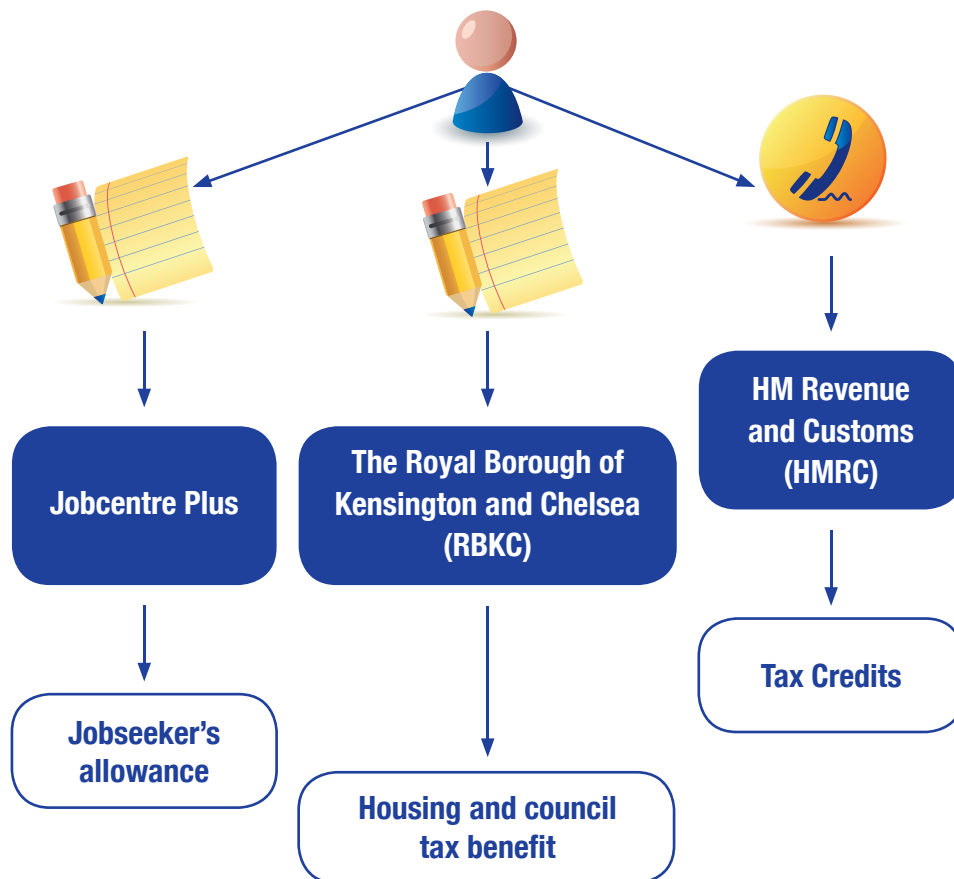 Jobcentre Plus
The Royal Borough of
Kensington and Chelsea
(RBKC)
HM Revenue
and Customs
(HMRC)
Jobseeker’s
allowance
Housing and council
tax benefit
Tax Credits